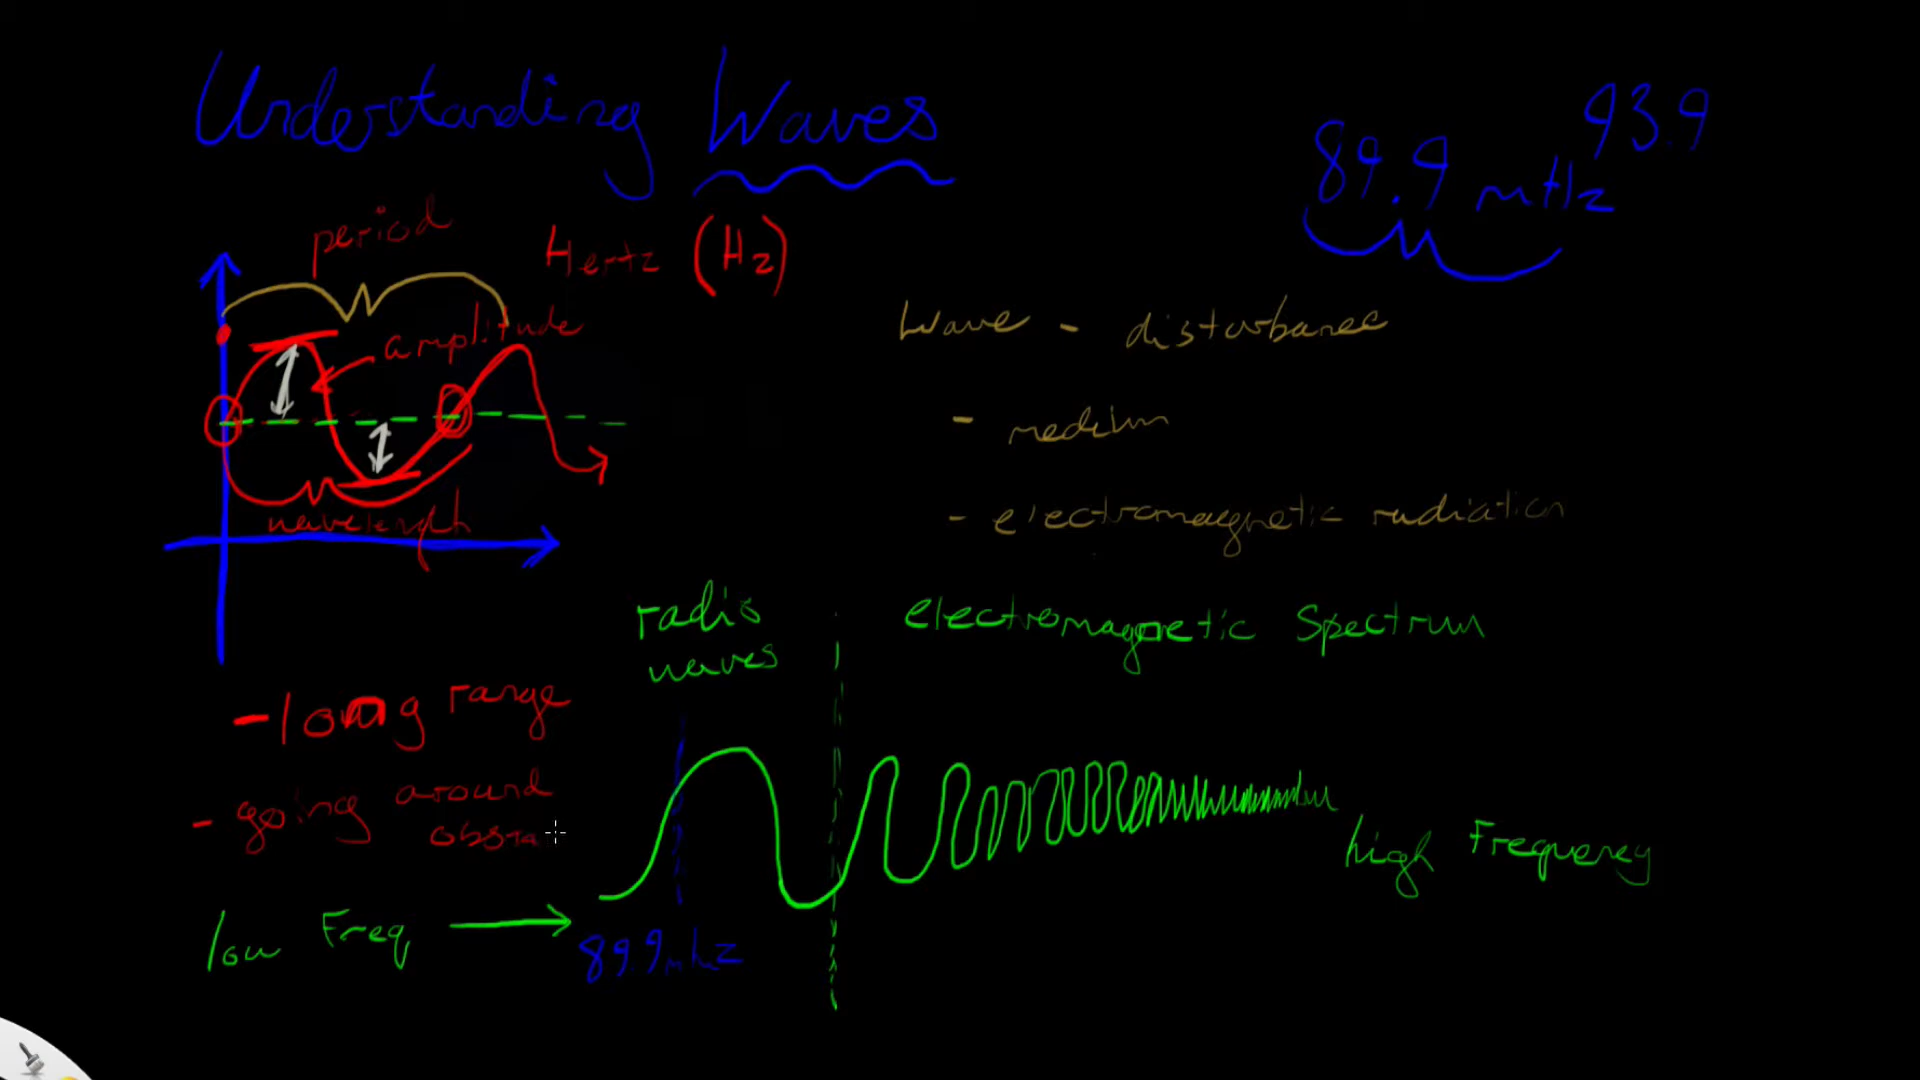 Understanding Waves
93.9
89.9 mHz
period
Hertz (Hz)
amplitude
wavelength
Wave - disturbance
- medium
- electromagnetic radiation
radio
waves
electromagnetic Spectrum
- long range
- going around
obsta
low Freq
89.9mhz
high Frequency